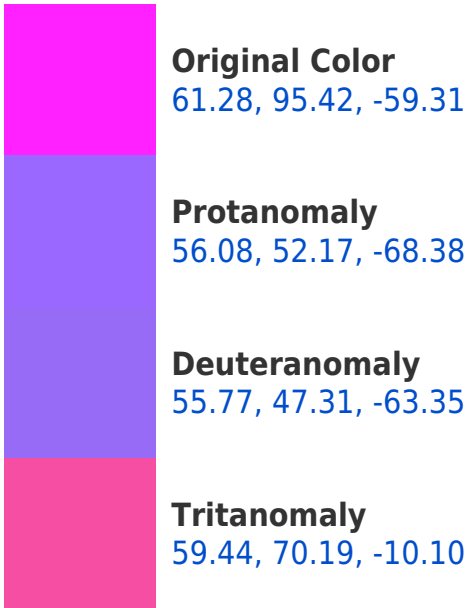 Original Color
61.28, 95.42, -59.31
Protanomaly
56.08, 52.17, -68.38
Deuteranomaly
55.77, 47.31, -63.35
Tritanomaly
59.44, 70.19, -10.10